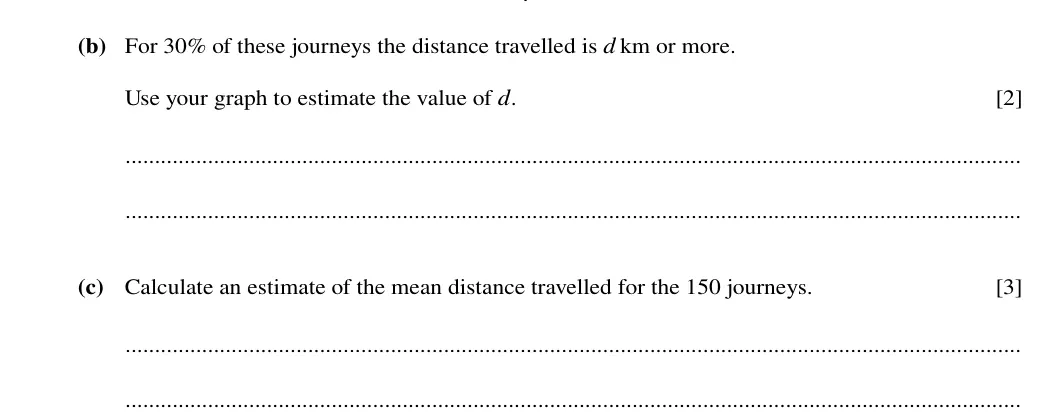 (b) For 30% of these journeys the distance travelled is d km or more.
Use your graph to estimate the value of d. [2]
(c) Calculate an estimate of the mean distance travelled for the 150 journeys. [3]